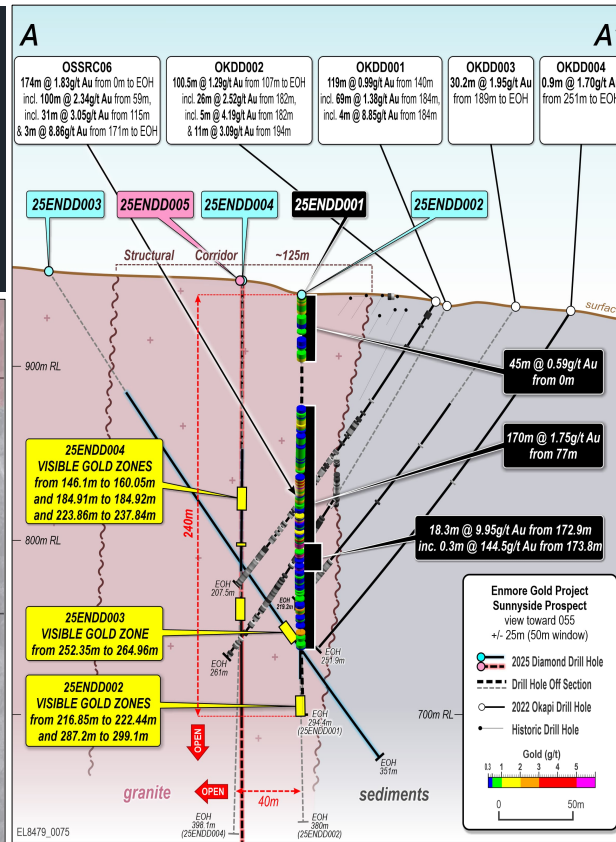 A
A'
OSSRC06
174m @ 1.83g/t Au from 0m to EOH
incl. 100m @ 2.34g/t Au from 59m,
incl. 31m @ 3.05g/t Au from 115m
& 3m @ 8.86g/t Au from 171m to EOH
OKDD002
100.5m @ 1.29g/t Au from 107m to EOH
incl. 26m @ 2.52g/t Au from 182m,
incl. 5m @ 4.19g/t Au from 182m
& 11m @ 3.09g/t Au from 194m
OKDD001
119m @ 0.99g/t Au from 140m
incl. 69m @ 1.38g/t Au from 184m,
incl. 4m @ 8.85g/t Au from 184m
OKDD003
30.2m @ 1.95g/t Au
from 189m to EOH
OKDD004
0.9m @ 1.70g/t A
from 251m to EOH
25ENDD003
25ENDD005
25ENDD004
25ENDD001
25ENDD002
Structural Corridor ~125m
surfac
900m RL
45m @ 0.59g/t Au
from 0m
170m @ 1.75g/t Au
from 77m
25ENDD004
VISIBLE GOLD ZONES
from 146.1m to 160.05m
and 184.91m to 184.92m
and 223.86m to 237.84m
240m
800m RL
18.3m @ 9.95g/t Au from 172.9m
inc. 0.3m @ 144.5g/t Au from 173.8m
EOH
207.5m
EOH
219.2m
25ENDD003
VISIBLE GOLD ZONE
from 252.35m to 264.96m
EOH
261m
EOH
251.9m
25ENDD002
VISIBLE GOLD ZONES
from 216.85m to 222.44m
and 287.2m to 299.1m
EOH
294.4m
(25ENDD001)
700m RL
OPEN
EOH
351m
granite
OPEN
40m
sediments
EOH
398.1m
(25ENDD004)
EOH
380m
(25ENDD002)
EL8479_0075
Enmore Gold Project
Sunnyside Prospect
view toward 055
+/- 25m (50m window)
2025 Diamond Drill Hole
Drill Hole Off Section
2022 Okapi Drill Hole
Historic Drill Hole
Gold (g/t)
0.3 1 2 3 4 5
0 50m